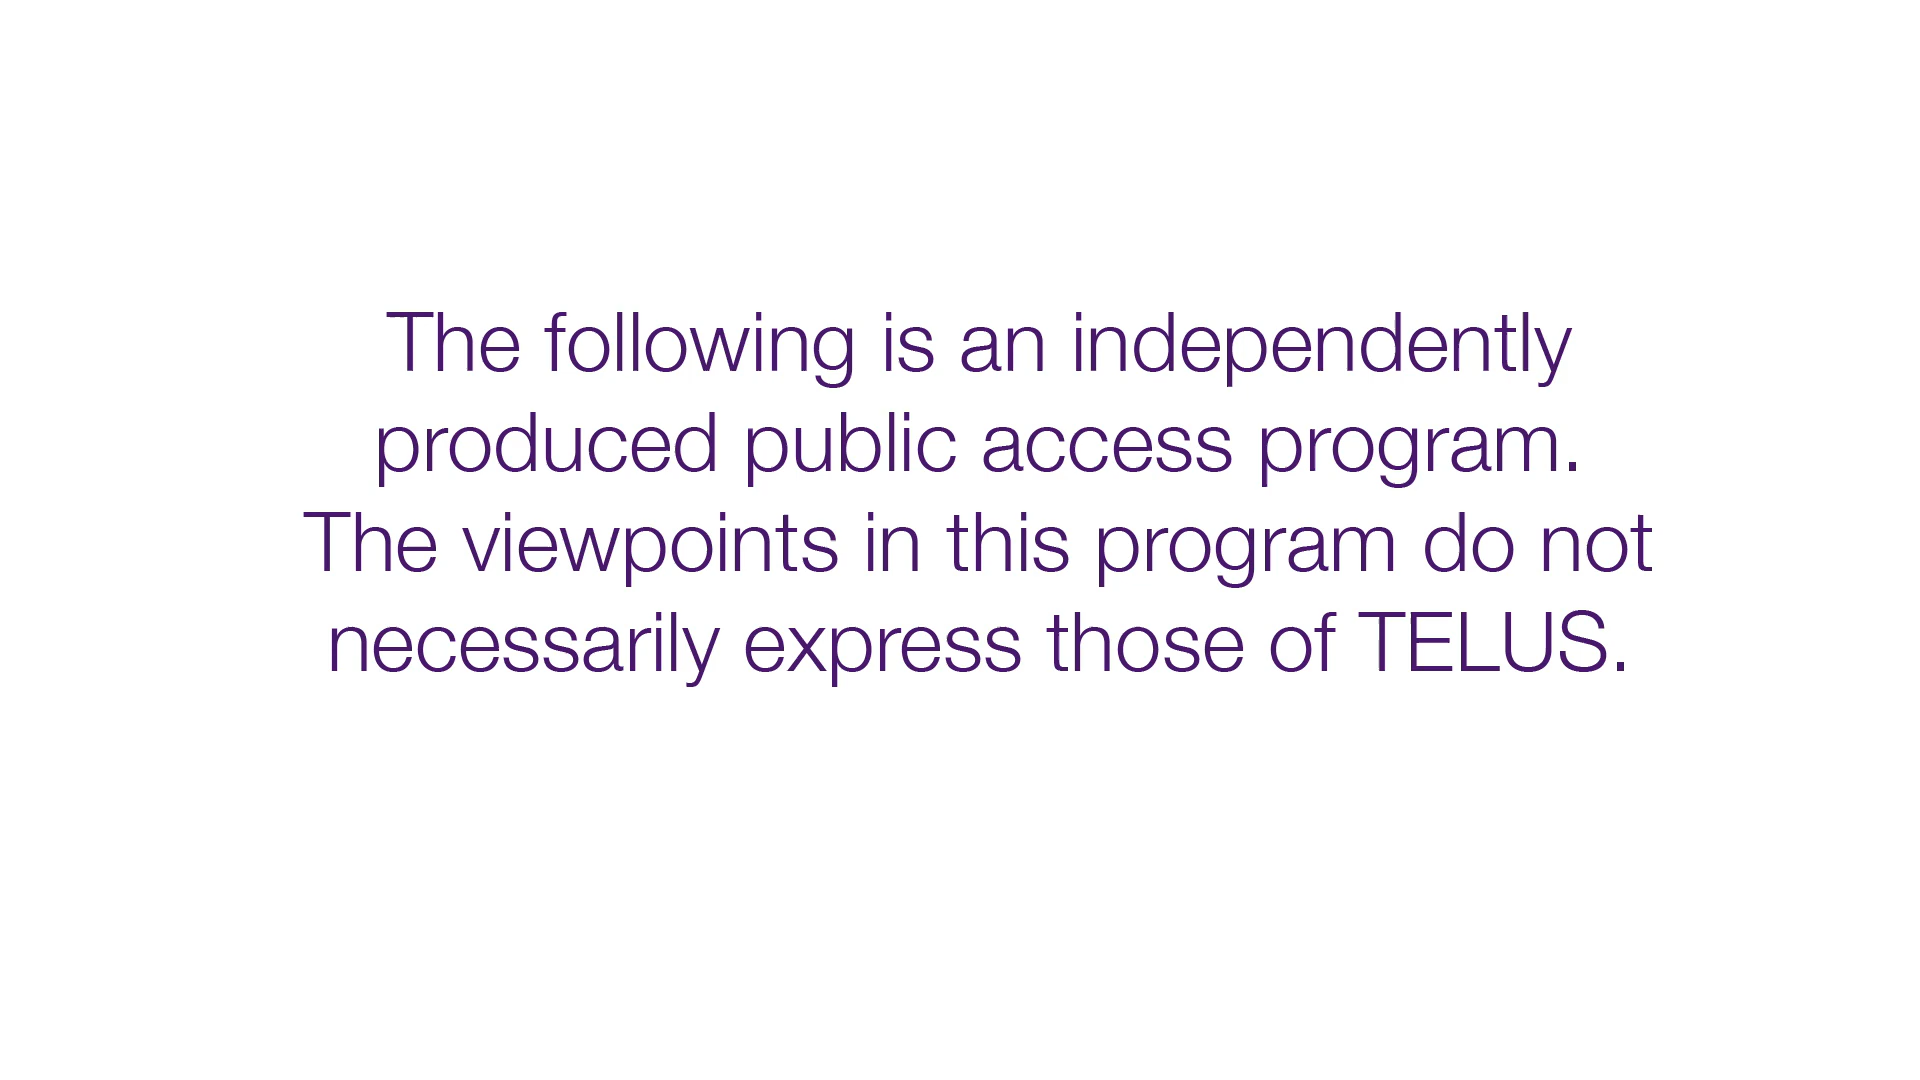 The following is an independently
produced public access program.
The viewpoints in this program do not
necessarily express those of TELUS.